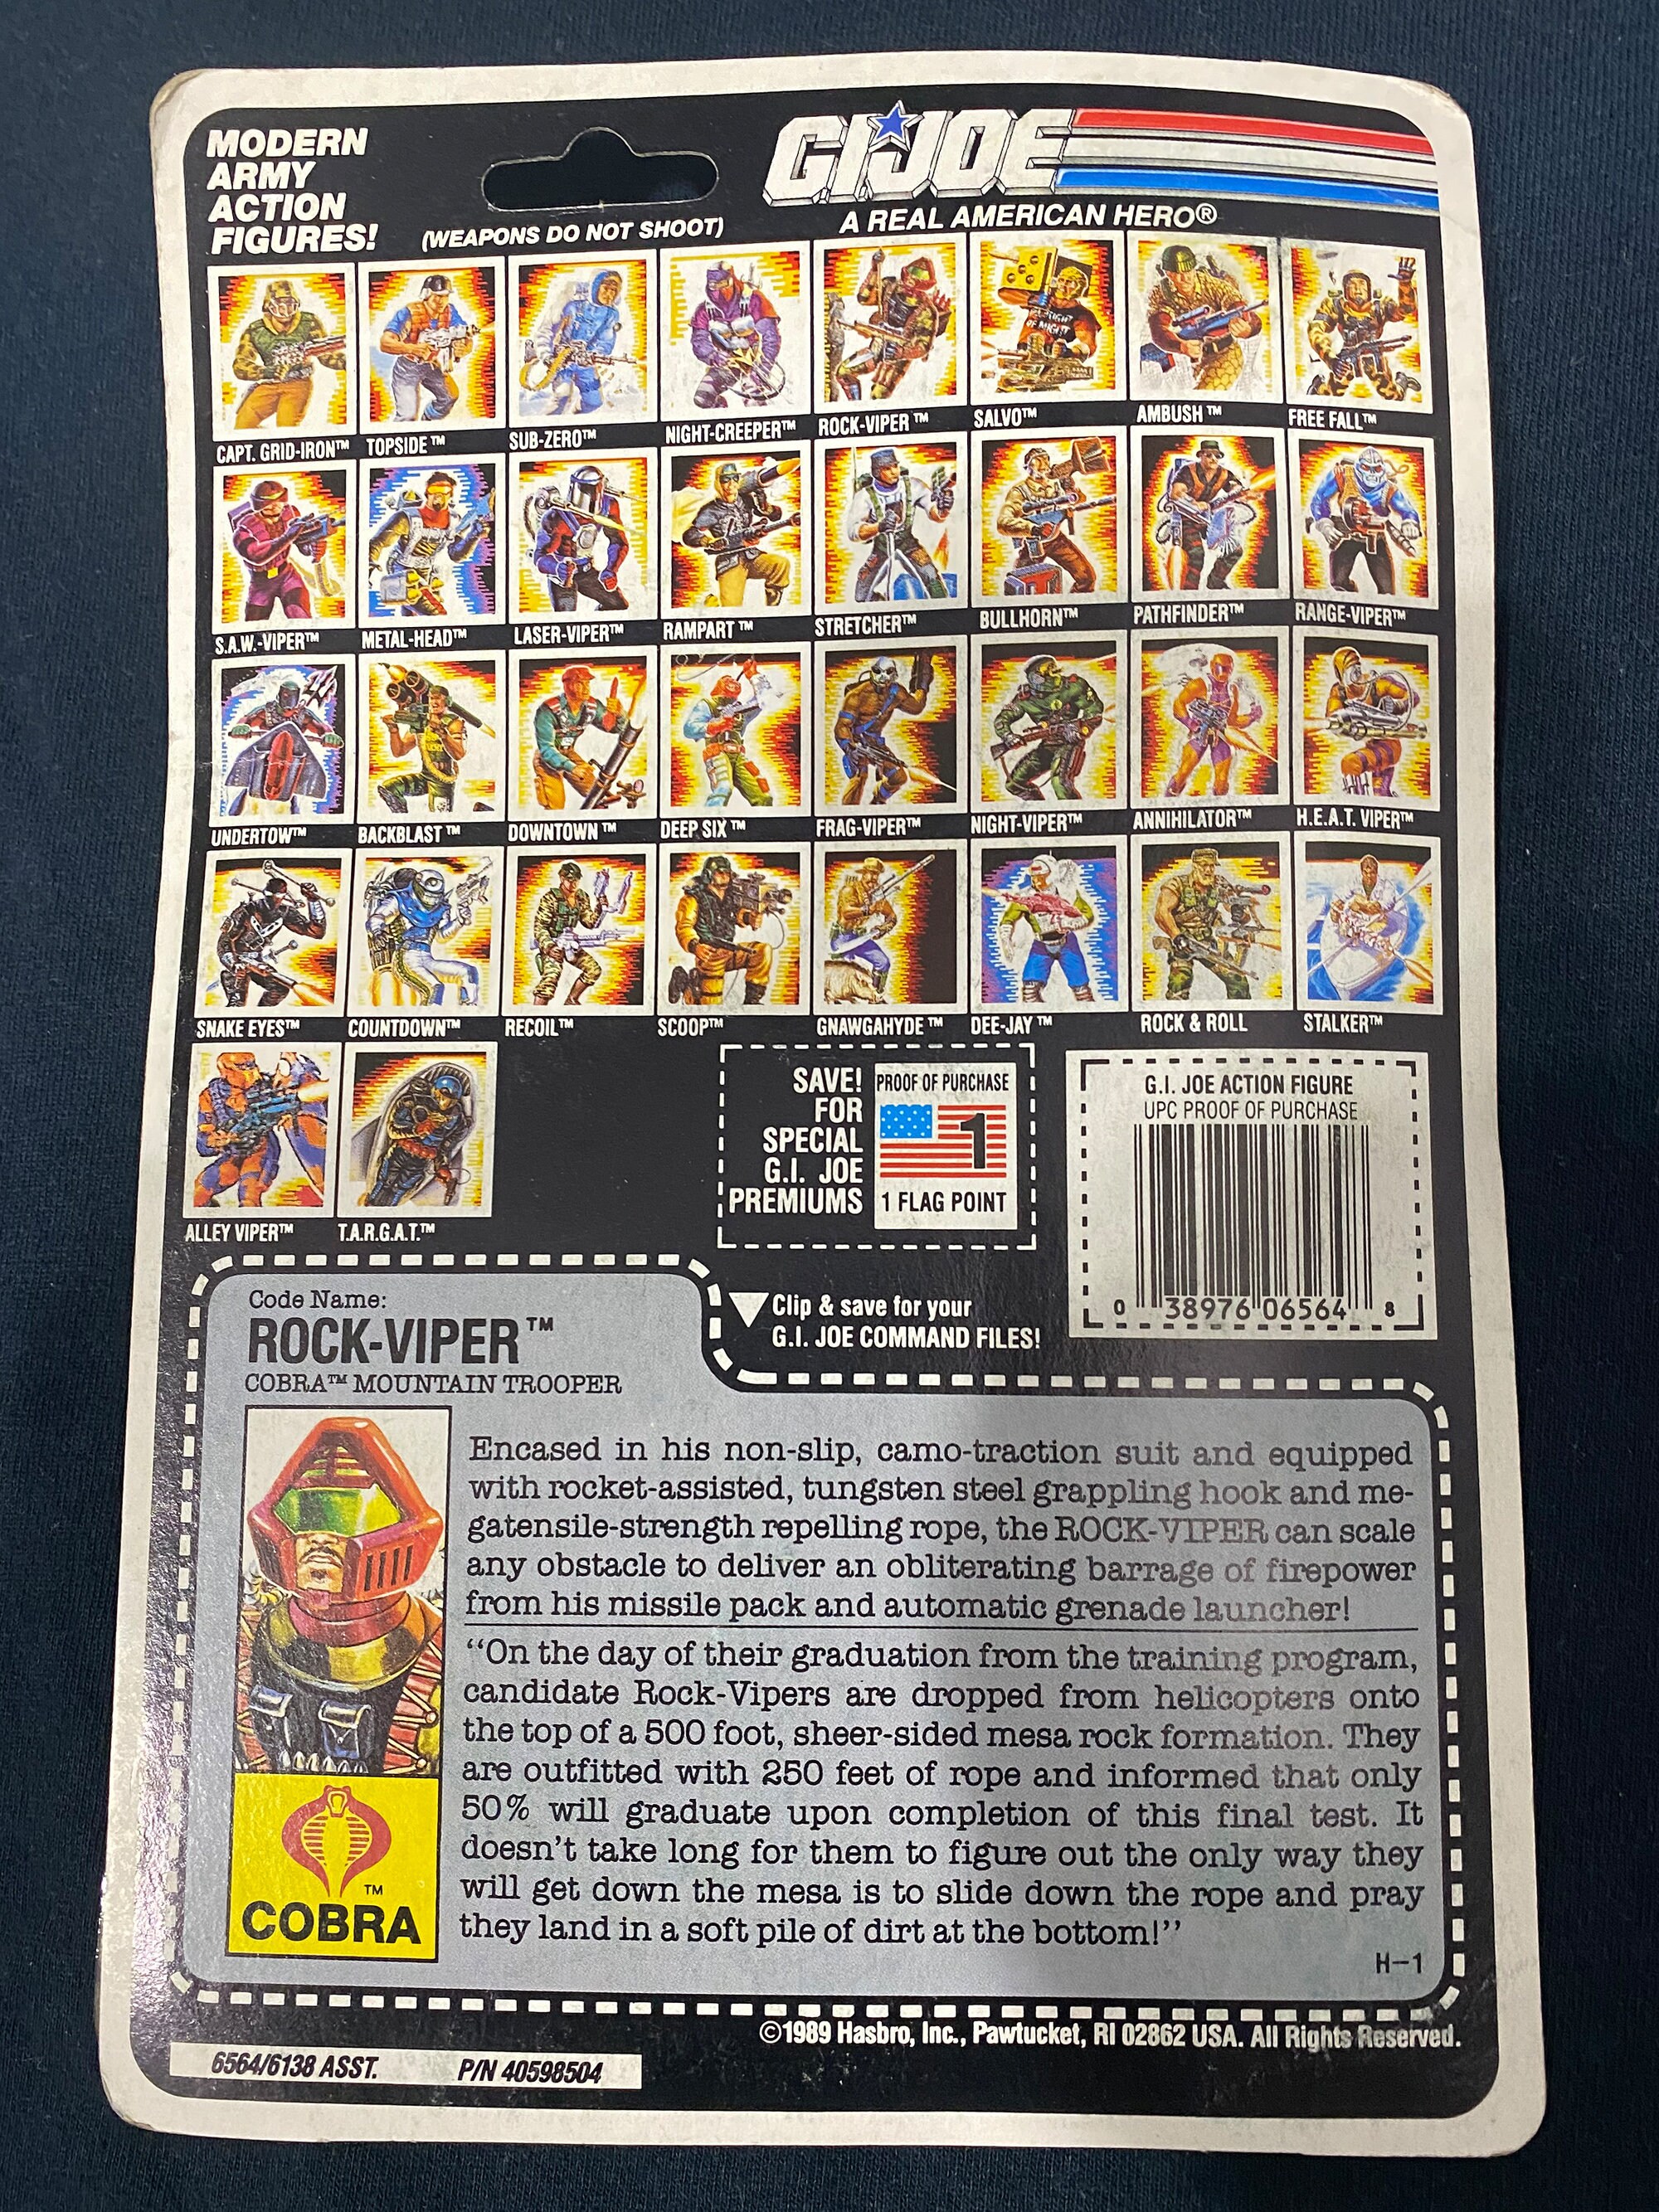 MODERN
ARMY
ACTION
FIGURES!
(WEAPONS DO NOT SHOOT)
G.I. JOE
A REAL AMERICAN HERO®
CAPT. GRID-IRON™ TOPSIDE™ SUB-ZERO™ NIGHT-CREEPER™ ROCK-VIPER™ SALVO™ AMBUSH™ FREE FALL™
S.A.W.-VIPER™ METAL-HEAD™ LASER-VIPER™ RAMPART™ STRETCHER™ BULLHORN™ PATHFINDER™ RANGE-VIPER™
UNDERTOW™ BACKBLAST™ DOWNTOWN™ DEEP SIX™ FRAG-VIPER™ NIGHT-VIPER™ ANNIHILATOR™ H.E.A.T. VIPER™
SNAKE EYES™ COUNTDOWN™ RECOIL™ SCOOP™ GNAWGAHYDE™ DEE-JAY™ ROCK & ROLL STALKER™
ALLEY VIPER™ T.A.R.G.A.T.™
SAVE!
FOR
SPECIAL
G.I. JOE
PREMIUMS
PROOF OF PURCHASE
1
1 FLAG POINT
G.I. JOE ACTION FIGURE
UPC PROOF OF PURCHASE
0 38976 06564 8
Clip & save for your
G.I. JOE COMMAND FILES!
Code Name:
ROCK-VIPER™
COBRA™ MOUNTAIN TROOPER
Encased in his non-slip, camo-traction suit and equipped
with rocket-assisted, tungsten steel grappling hook and me-
gatensile-strength repelling rope, the ROCK-VIPER can scale
any obstacle to deliver an obliterating barrage of firepower
from his missile pack and automatic grenade launcher!
"On the day of their graduation from the training program,
candidate Rock-Vipers are dropped from helicopters onto
the top of a 500 foot, sheer-sided mesa rock formation. They
are outfitted with 250 feet of rope and informed that only
50% will graduate upon completion of this final test. It
doesn't take long for them to figure out the only way they
will get down the mesa is to slide down the rope and pray
they land in a soft pile of dirt at the bottom!"
H-1
™
COBRA
©1989 Hasbro, Inc., Pawtucket, RI 02862 USA. All Rights Reserved.
6564/6138 ASST. P/N 40598504